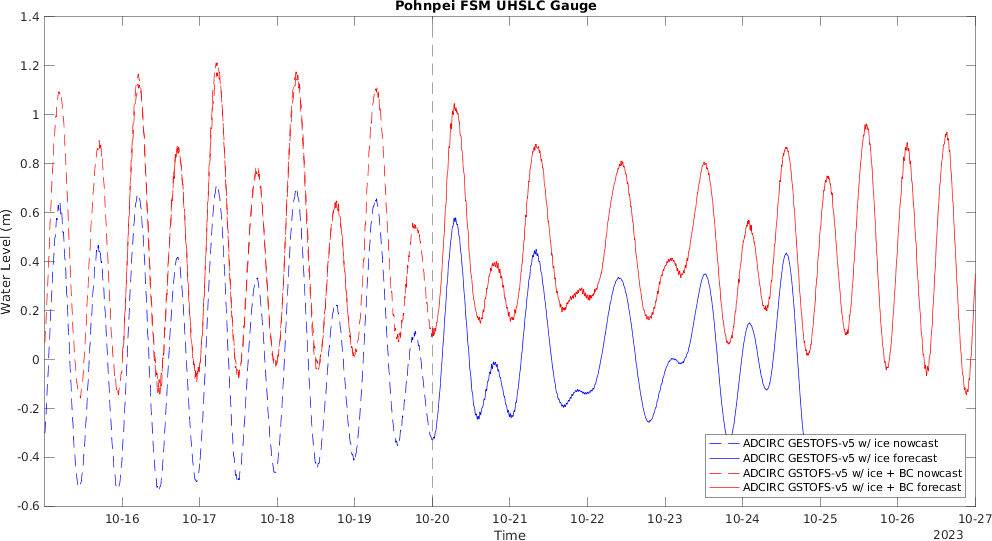 Pohnpei FSM UHSLC Gauge
1.4
1.2
1
0.8
0.6
0.4
0.2
0
-0.2
-0.4
-0.6
Water Level (m)
ADCIRC GESTOFS-v5 w/ ice nowcast
ADCIRC GESTOFS-v5 w/ ice forecast
ADCIRC GSTOFS-v5 w/ ice + BC nowcast
ADCIRC GSTOFS-v5 w/ ice + BC forecast
10-16 10-17 10-18 10-19 10-20 10-21 10-22 10-23 10-24 10-25 10-26 10-27
Time
2023